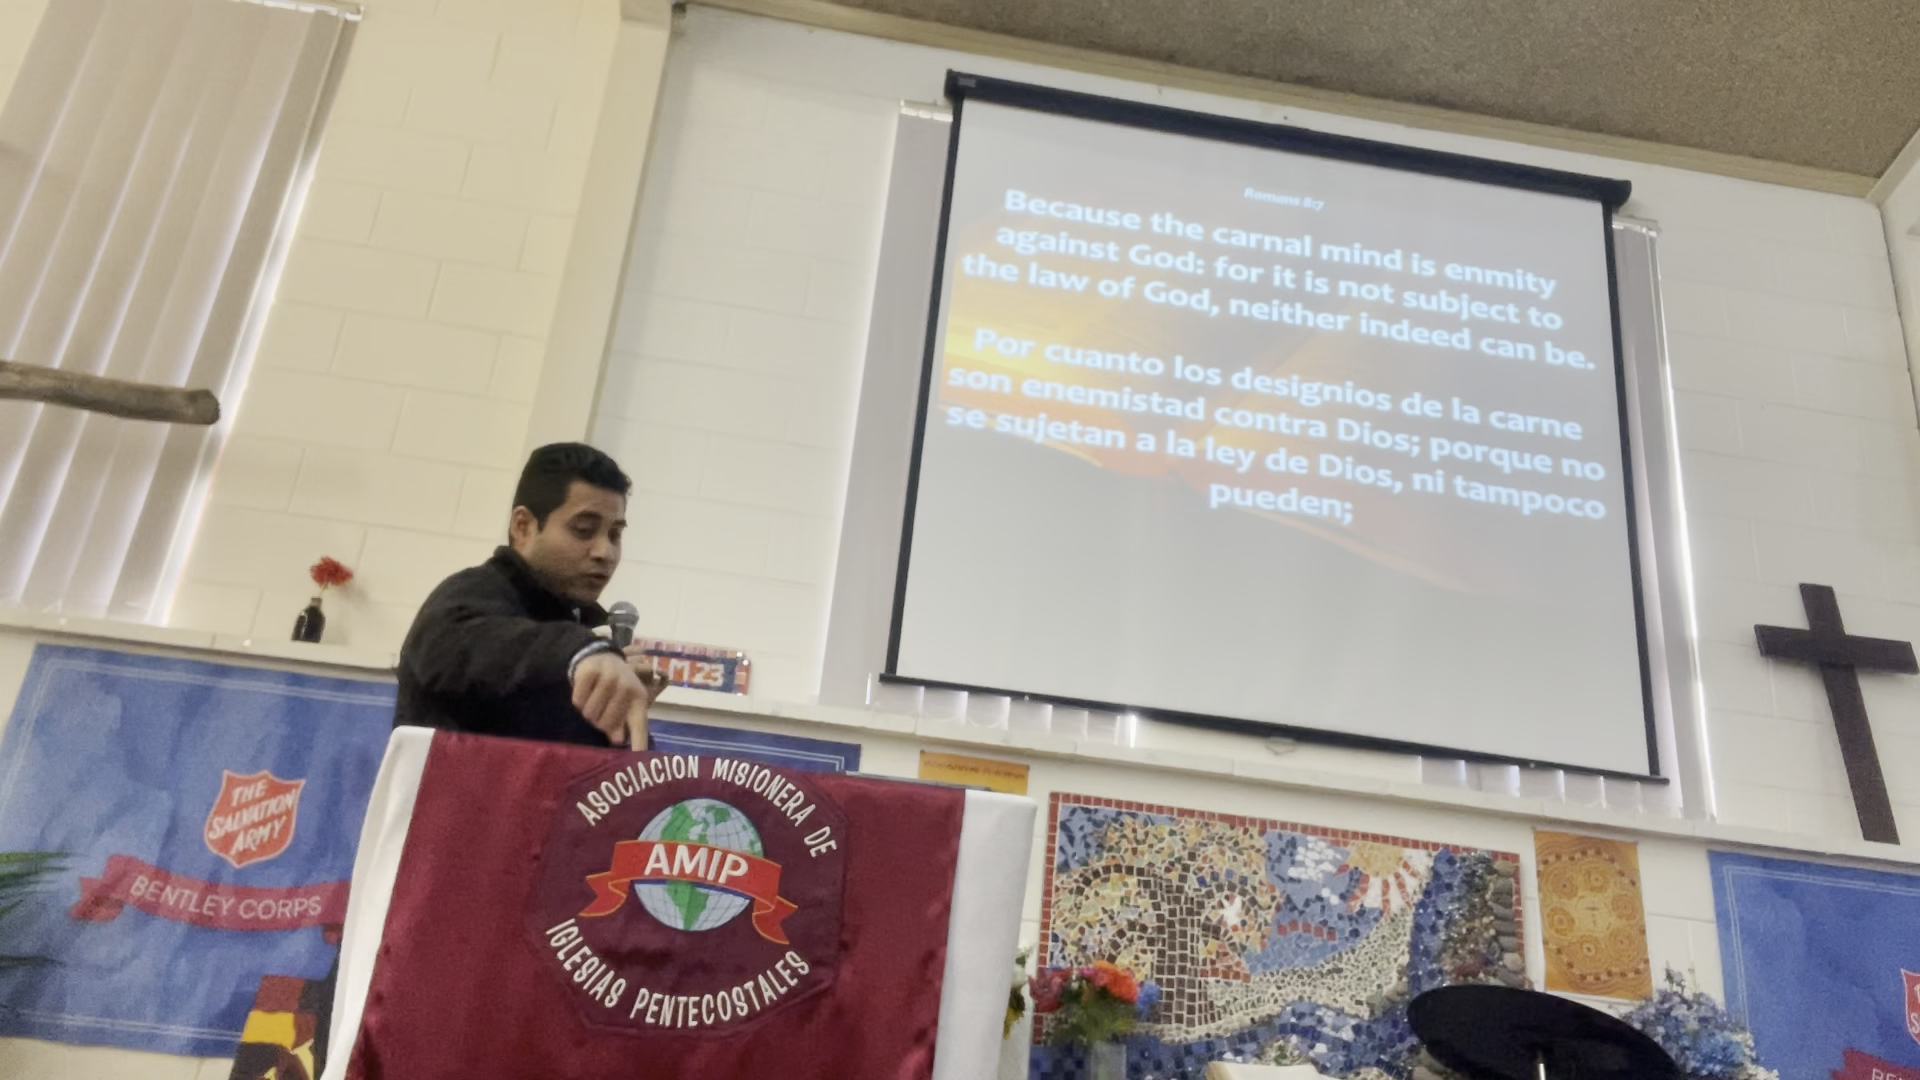 Romans 8:7
Because the carnal mind is enmity
against God: for it is not subject to
the law of God, neither indeed can be.
Por cuanto los designios de la carne
son enemistad contra Dios; porque no
se sujetan a la ley de Dios, ni tampoco
pueden;
LM 23
THE
SALVATION
ARMY
BENTLEY CORPS
ASOCIACION MISIONERA DE
AMIP
IGLESIAS PENTECOSTALES